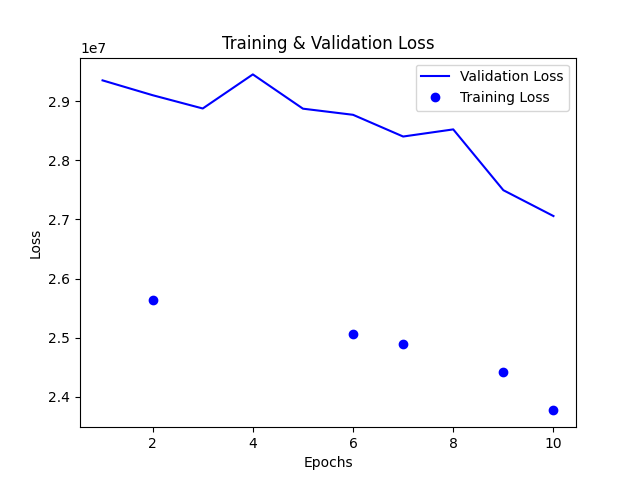 Training & Validation Loss
1e7
Validation Loss
Training Loss
2.9
2.8
2.7
2.6
2.5
2.4
Loss
2 4 6 8 10
Epochs